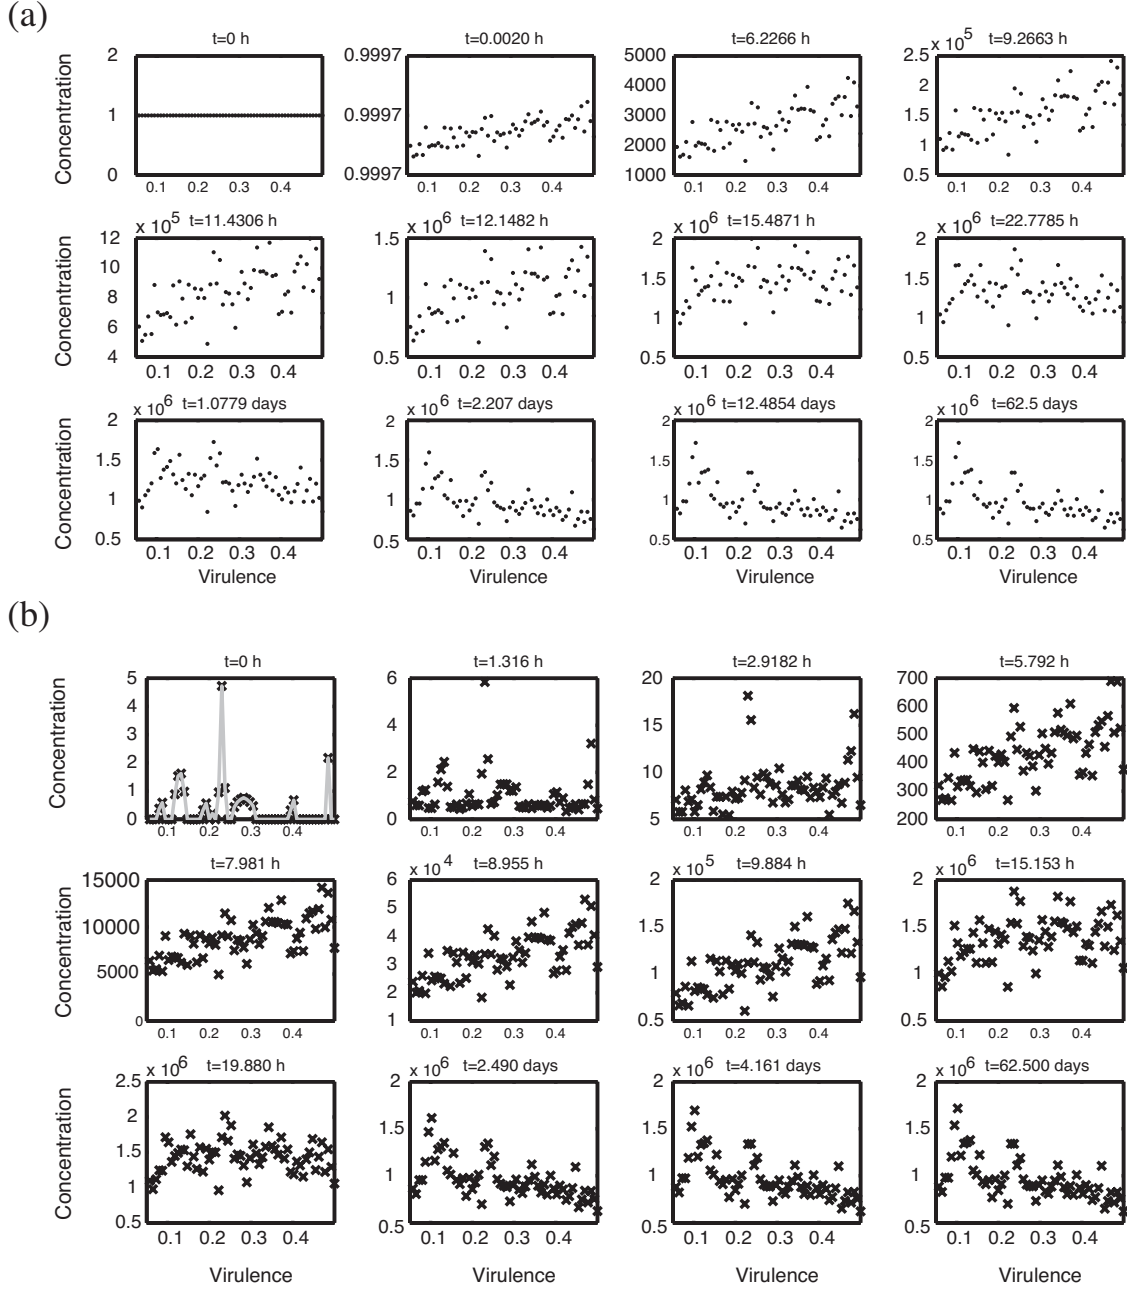 (a)
t=0 h t=0.0020 h t=6.2266 h x 10^5 t=9.2663 h
Concentration
2 1 0
0.9997 0.9997 0.9997
5000 4000 3000 2000 1000
2.5 2 1.5 1 0.5
0.1 0.2 0.3 0.4 0.1 0.2 0.3 0.4 0.1 0.2 0.3 0.4 0.1 0.2 0.3 0.4
x 10^5 t=11.4306 h x 10^6 t=12.1482 h x 10^6 t=15.4871 h x 10^6 t=22.7785 h
Concentration
12 10 8 6 4
1.5 1 0.5
2 1.5 1 0.5
2 1.5 1 0.5
0.1 0.2 0.3 0.4 0.1 0.2 0.3 0.4 0.1 0.2 0.3 0.4 0.1 0.2 0.3 0.4
x 10^6 t=1.0779 days x 10^6 t=2.207 days x 10^6 t=12.4854 days x 10^6 t=62.5 days
Concentration
2 1.5 1 0.5
2 1.5 1 0.5
2 1.5 1 0.5
2 1.5 1 0.5
0.1 0.2 0.3 0.4 0.1 0.2 0.3 0.4 0.1 0.2 0.3 0.4 0.1 0.2 0.3 0.4
Virulence Virulence Virulence Virulence
(b)
t=0 h t=1.316 h t=2.9182 h t=5.792 h
Concentration
5 4 3 2 1 0
6 4 2 0
20 15 10 5
700 600 500 400 300 200
0.1 0.2 0.3 0.4 0.1 0.2 0.3 0.4 0.1 0.2 0.3 0.4 0.1 0.2 0.3 0.4
t=7.981 h x 10^4 t=8.955 h x 10^5 t=9.884 h x 10^6 t=15.153 h
Concentration
15000 10000 5000 0
6 5 4 3 2 1
2 1.5 1 0.5
2 1.5 1 0.5
0.1 0.2 0.3 0.4 0.1 0.2 0.3 0.4 0.1 0.2 0.3 0.4 0.1 0.2 0.3 0.4
x 10^6 t=19.880 h x 10^6 t=2.490 days x 10^6 t=4.161 days x 10^6 t=62.500 days
Concentration
2.5 2 1.5 1 0.5
2 1.5 1 0.5
2 1.5 1 0.5
2 1.5 1 0.5
0.1 0.2 0.3 0.4 0.1 0.2 0.3 0.4 0.1 0.2 0.3 0.4 0.1 0.2 0.3 0.4
Virulence Virulence Virulence Virulence